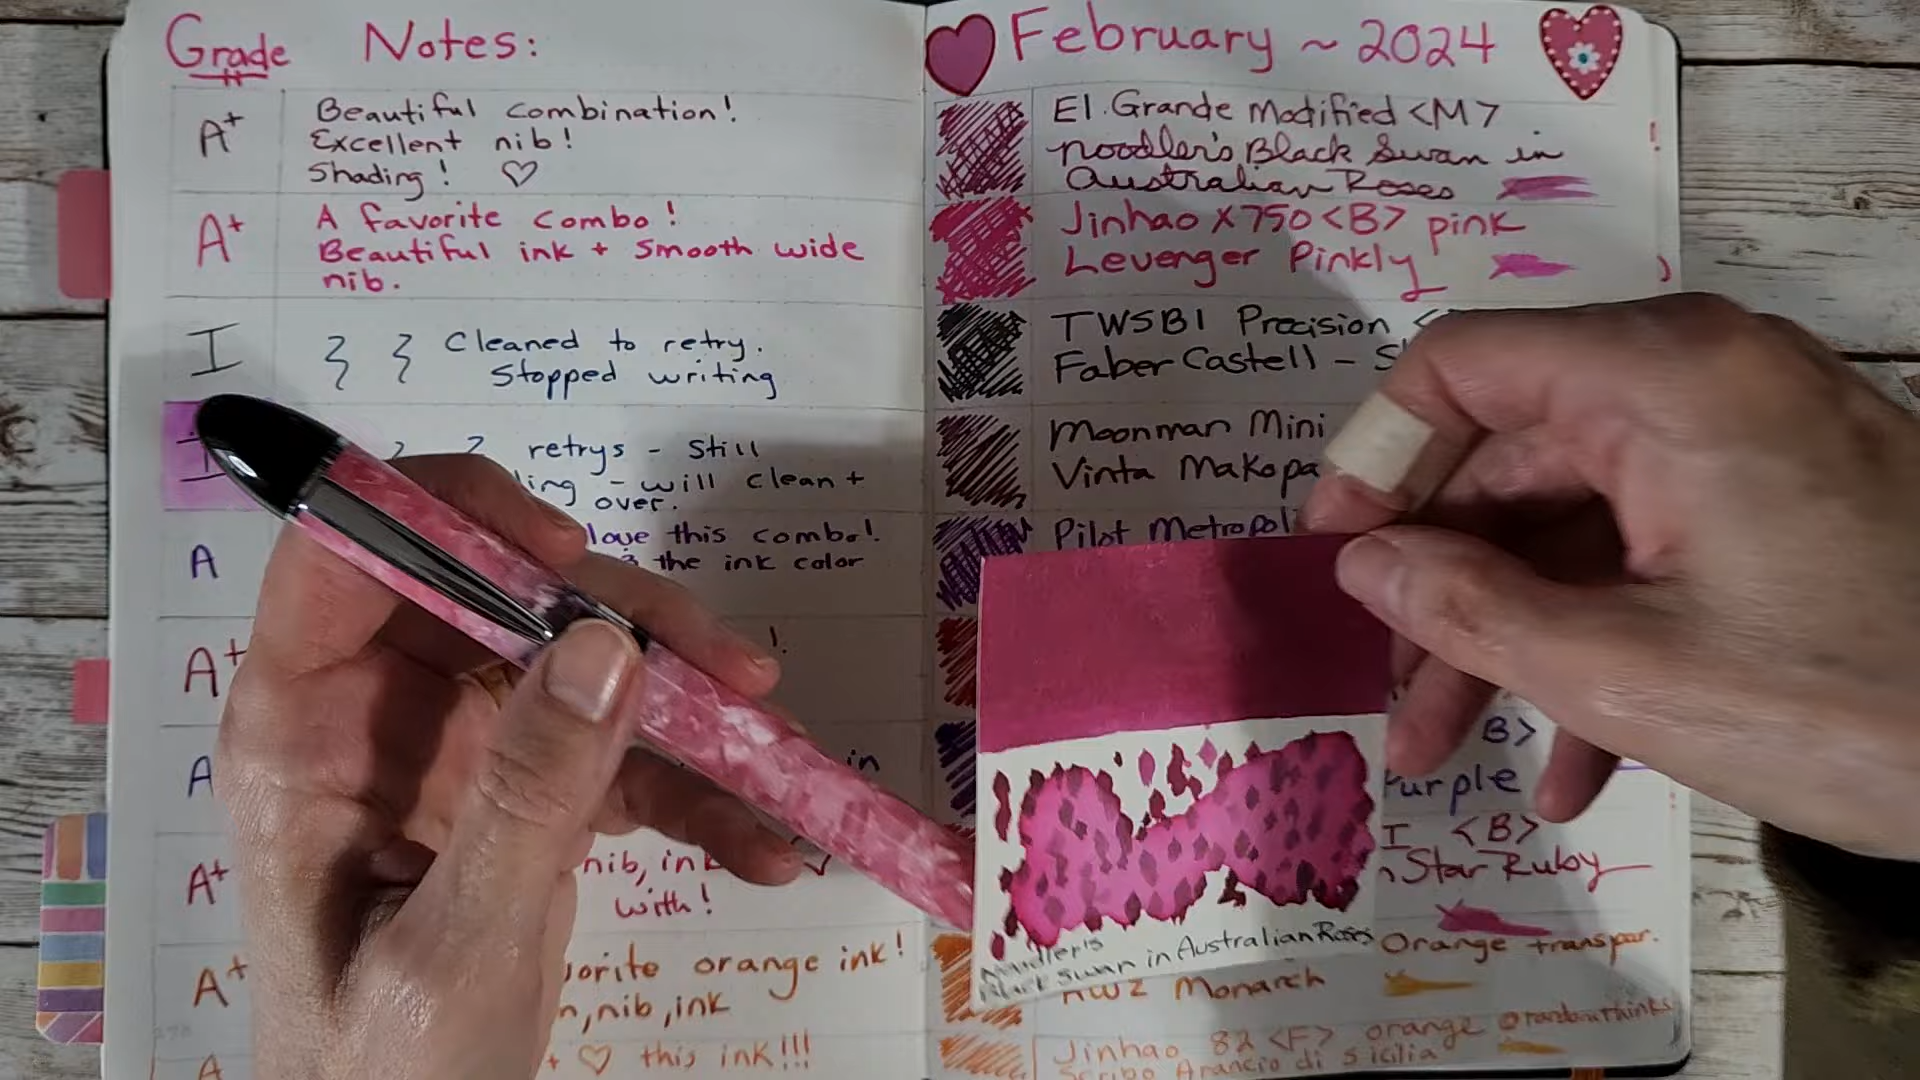 Grade Notes:
A+ Beautiful combination!
Excellent nib!
Shading! ♡
A+ A favorite combo!
Beautiful ink + smooth wide
nib.
I } } Cleaned to retry.
Stopped writing
retrys - still
- will clean +
over.
A love this combo!
the ink color
A+ !.
A in
A+ nib, ink
with!
A+ orange ink!
nib, ink
A + ♡ this ink!!!
February ~ 2024
El Grande Modified <M>
Noodler's Black Swan in
Australian Roses
Jinhao X750 <B> pink
Levenger Pinkly
TWSBI Precision <
Faber Castell -
Moonman Mini
Vinta Makopa
Pilot
B>
Purple
I <B>
Star Ruby
Noodler's
Black Swan in Australian Roses
Orange transpar.
KWZ Monarch
Jinhao 82 <F> orange
Scribo Arancio di Sicilia